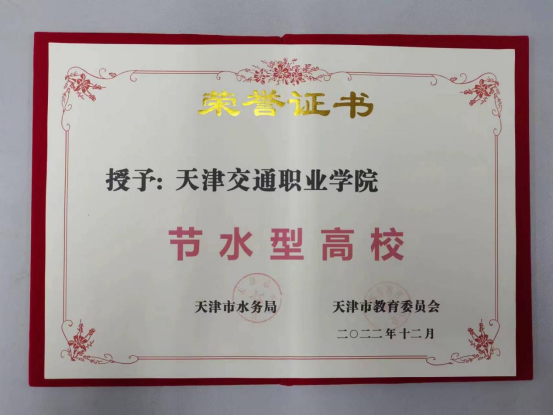 荣誉证书
授予：天津交通职业学院
节水型高校
天津市水务局 天津市教育委员会
二〇二二年十二月